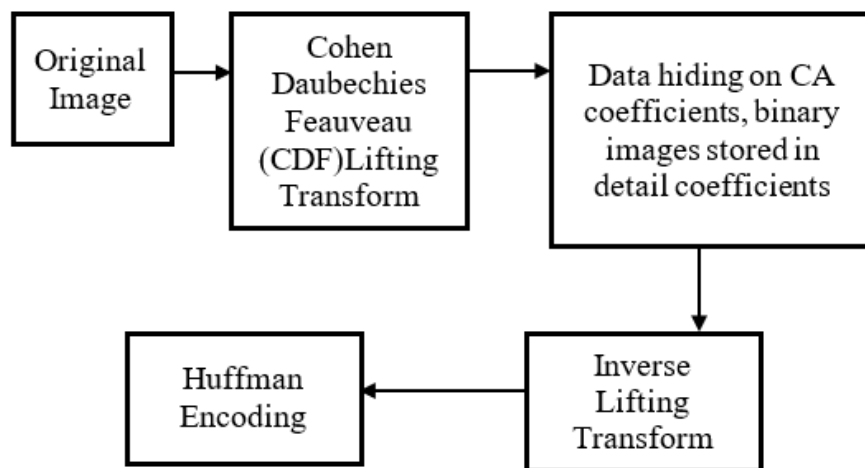 Original
Image
Cohen
Daubechies
Feauveau
(CDF)Lifting
Transform
Data hiding on CA
coefficients, binary
images stored in
detail coefficients
Inverse
Lifting
Transform
Huffman
Encoding